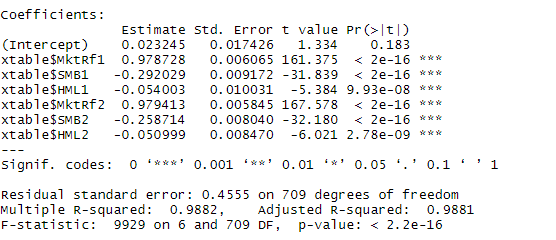 Coefficients:
Estimate Std. Error t value Pr(>|t|)
(Intercept) 0.023245 0.017426 1.334 0.183
xtable$MktRf1 0.978728 0.006065 161.375 < 2e-16 ***
xtable$SMB1 -0.292029 0.009172 -31.839 < 2e-16 ***
xtable$HML1 -0.054003 0.010031 -5.384 9.93e-08 ***
xtable$MktRf2 0.979413 0.005845 167.578 < 2e-16 ***
xtable$SMB2 -0.258714 0.008040 -32.180 < 2e-16 ***
xtable$HML2 -0.050999 0.008470 -6.021 2.78e-09 ***
---
Signif. codes: 0 ‘***’ 0.001 ‘**’ 0.01 ‘*’ 0.05 ‘.’ 0.1 ‘ ’ 1
Residual standard error: 0.4555 on 709 degrees of freedom
Multiple R-squared: 0.9882, Adjusted R-squared: 0.9881
F-statistic: 9929 on 6 and 709 DF, p-value: < 2.2e-16